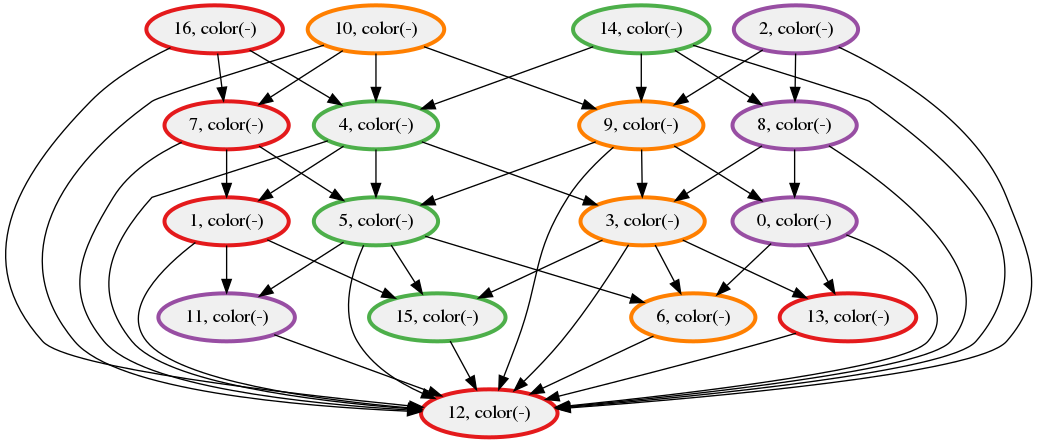 16, color(-)
10, color(-)
14, color(-)
2, color(-)
7, color(-)
4, color(-)
9, color(-)
8, color(-)
1, color(-)
5, color(-)
3, color(-)
0, color(-)
11, color(-)
15, color(-)
6, color(-)
13, color(-)
12, color(-)